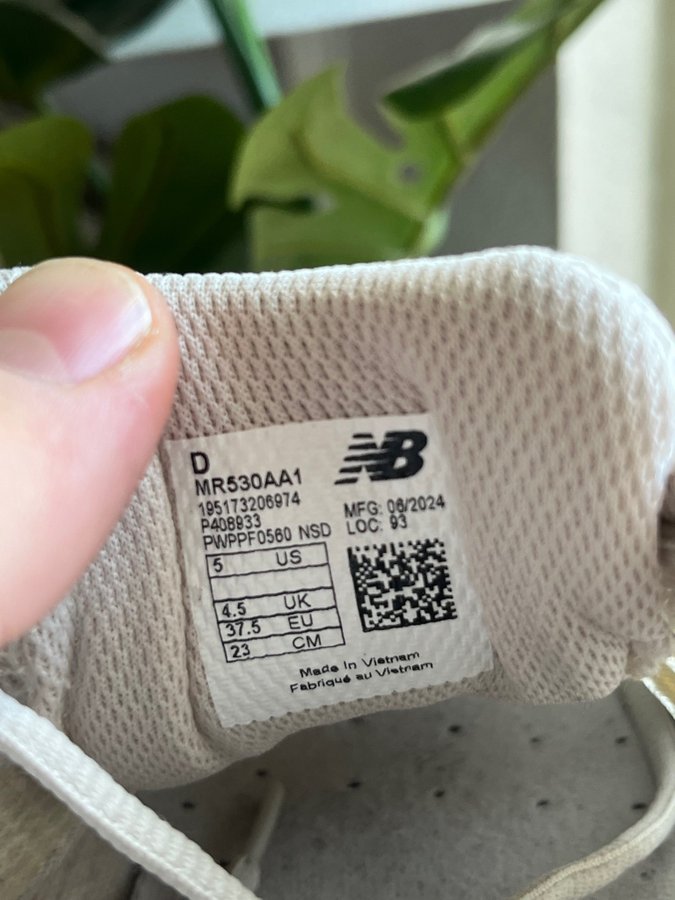 D
MR530AA1
195173206974
P408933
PWPPF0560 NSD
NB
MFG: 06/2024
LOC: 93
5 US
4.5 UK
37.5 EU
23 CM
Made In Vietnam
Fabriqué au Vietnam